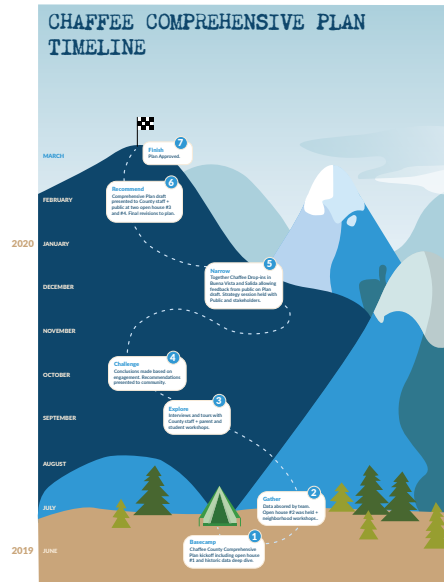 CHAFFEE COMPREHENSIVE PLAN
TIMELINE
7
Finish
Plan Approved.
MARCH
6
Recommend
Comprehensive Plan draft
presented to County staff +
public at two open house #3
and #4. Final revisions to plan.
FEBRUARY
2020
JANUARY
5
Narrow
Together Chaffee Drop-ins in
Buena Vista and Salida allowing
feedback from public on Plan
draft. Strategy session held with
Public and stakeholders.
DECEMBER
NOVEMBER
4
Challenge
Conclusions made based on
engagement. Recommendations
presented to community.
OCTOBER
3
Explore
Interviews and tours with
County staff + parent and
student workshops.
SEPTEMBER
AUGUST
2
Gather
Data absored by team.
Open house #2 was held +
neighborhood workshops.
JULY
1
Basecamp
Chaffee County Comprehensive
Plan kickoff including open house
#1 and historic data deep dive.
2019
JUNE